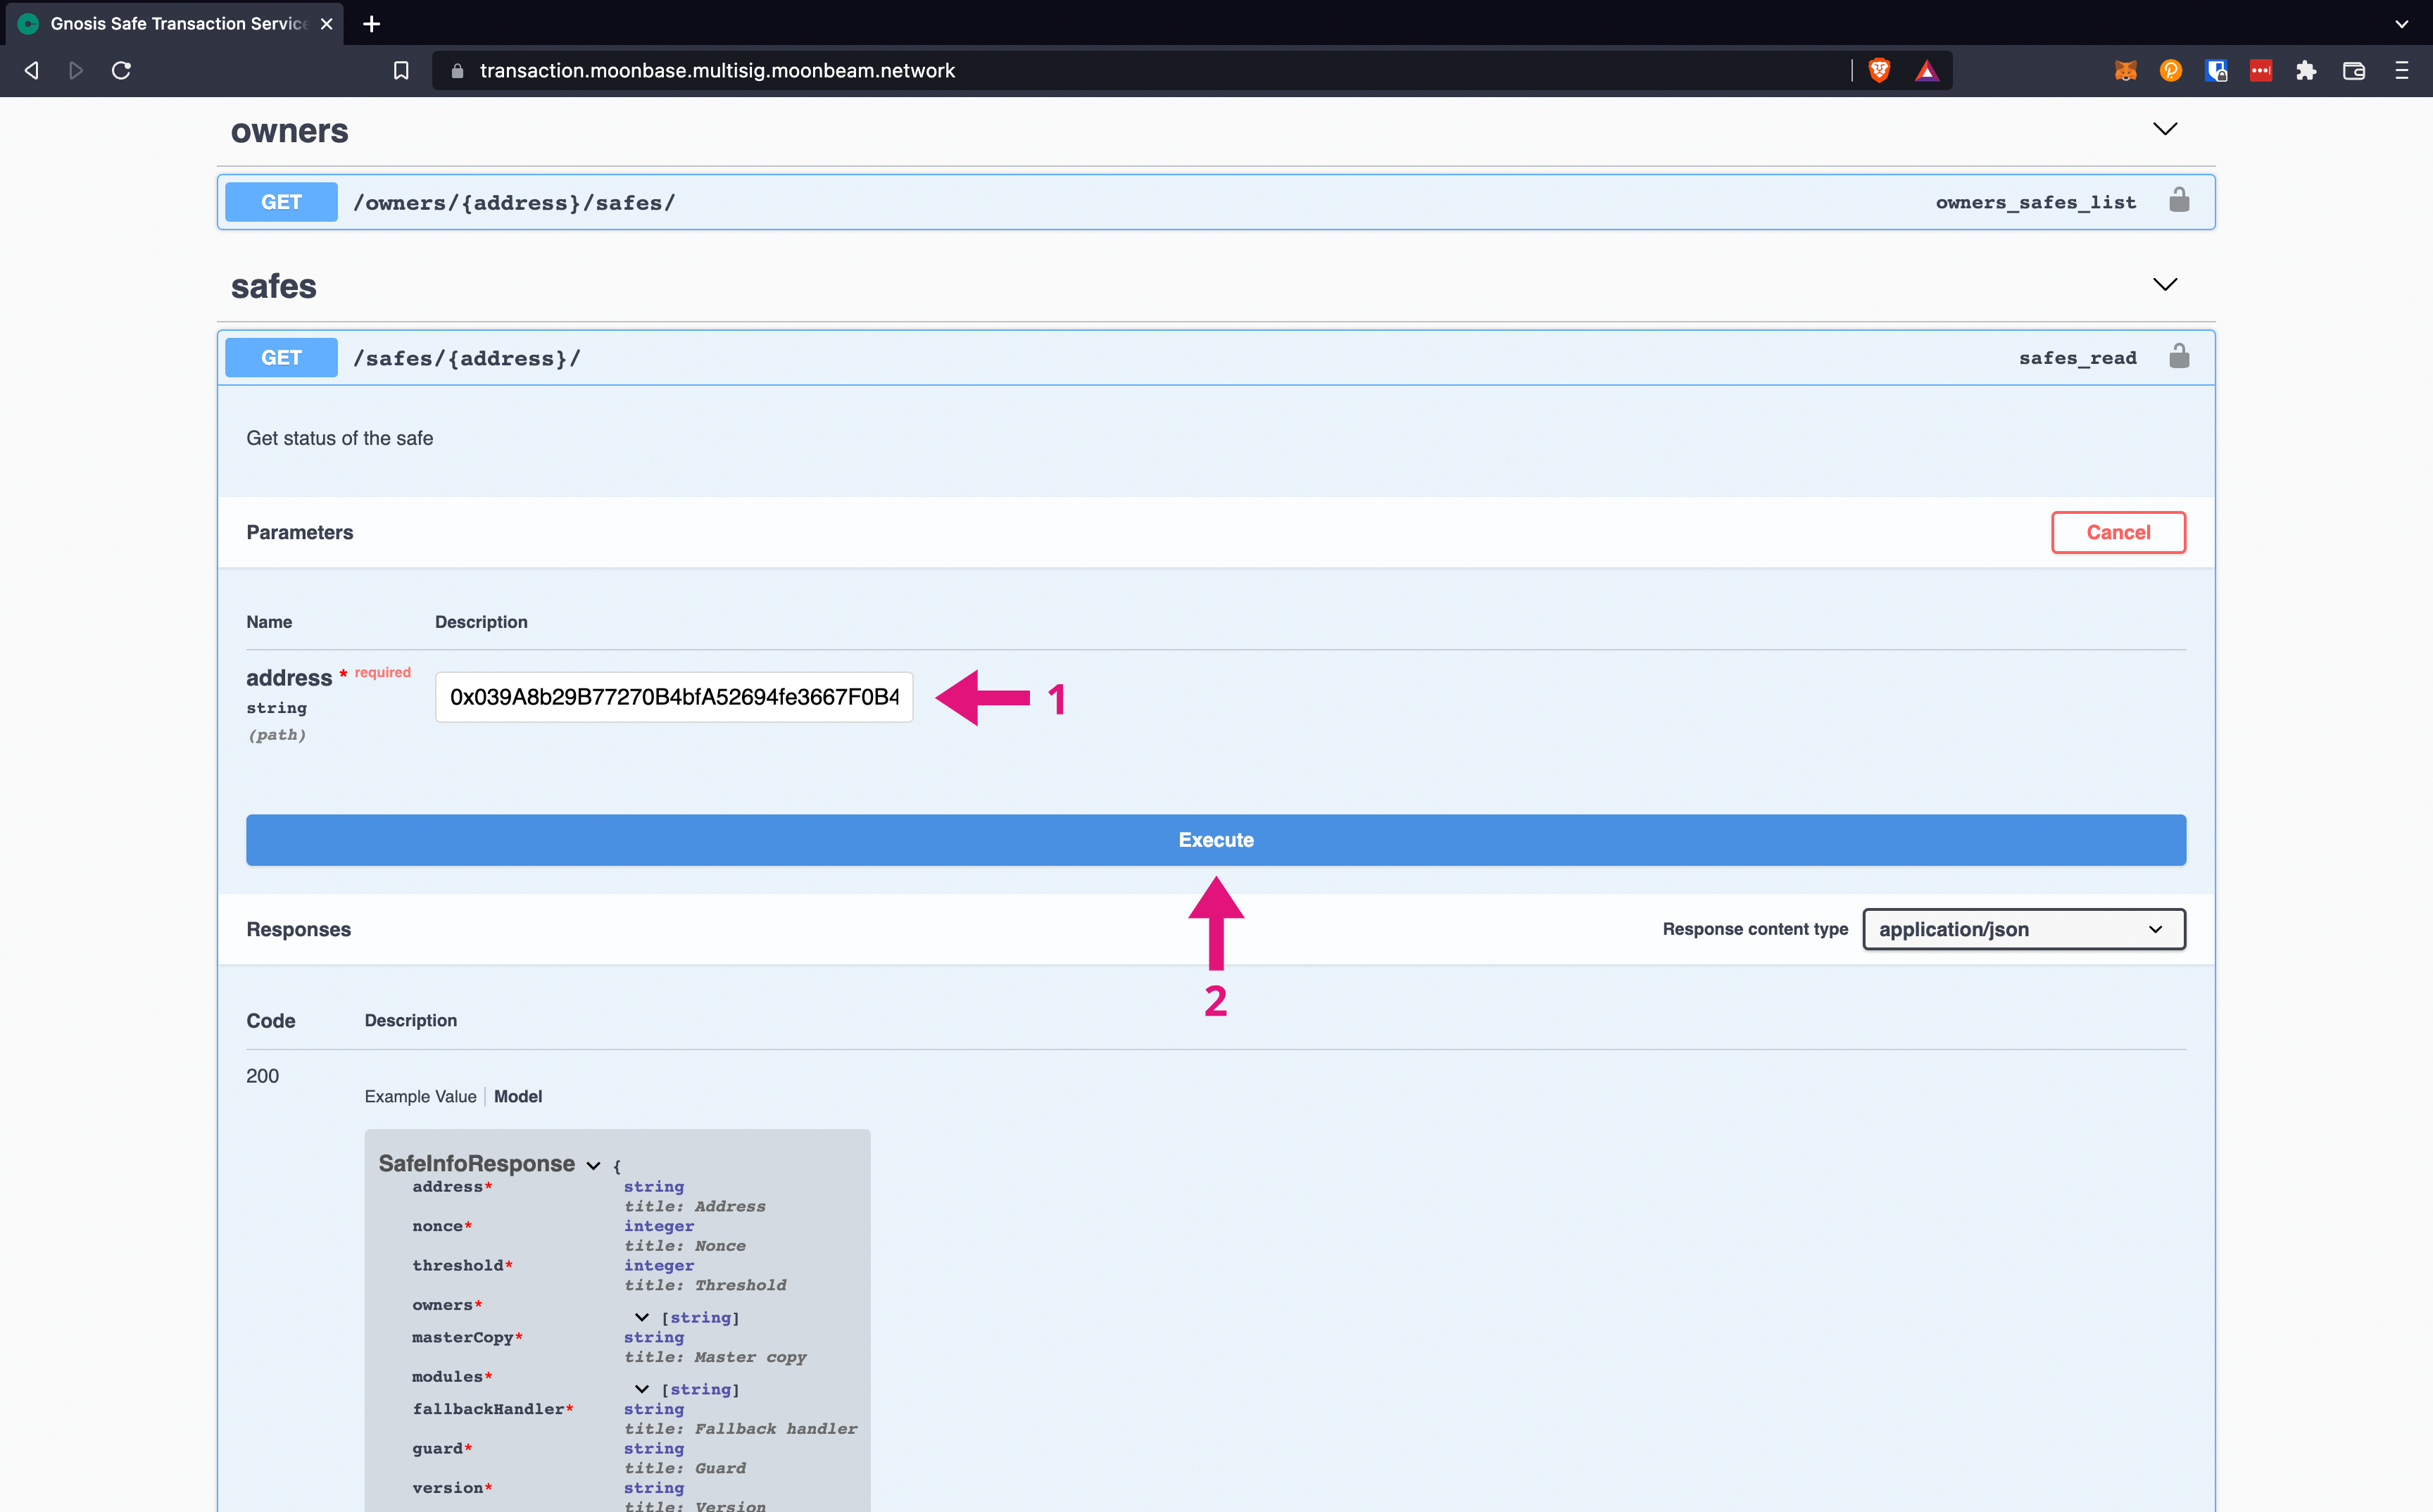 Gnosis Safe Transaction Service
transaction.moonbase.multisig.moonbeam.network
owners
GET /owners/{address}/safes/ owners_safes_list
safes
GET /safes/{address}/ safes_read
Get status of the safe
Parameters Cancel
Name Description
address * required 0x039A8b29B77270B4bfA52694fe3667F0B4 1
string
(path)
Execute
2
Responses Response content type application/json
Code Description
200
Example Value Model
SafeInfoResponse {
address* string
title: Address
nonce* integer
title: Nonce
threshold* integer
title: Threshold
owners* [string]
masterCopy* string
title: Master copy
modules* [string]
fallbackHandler* string
title: Fallback handler
guard* string
title: Guard
version* string
title: Version